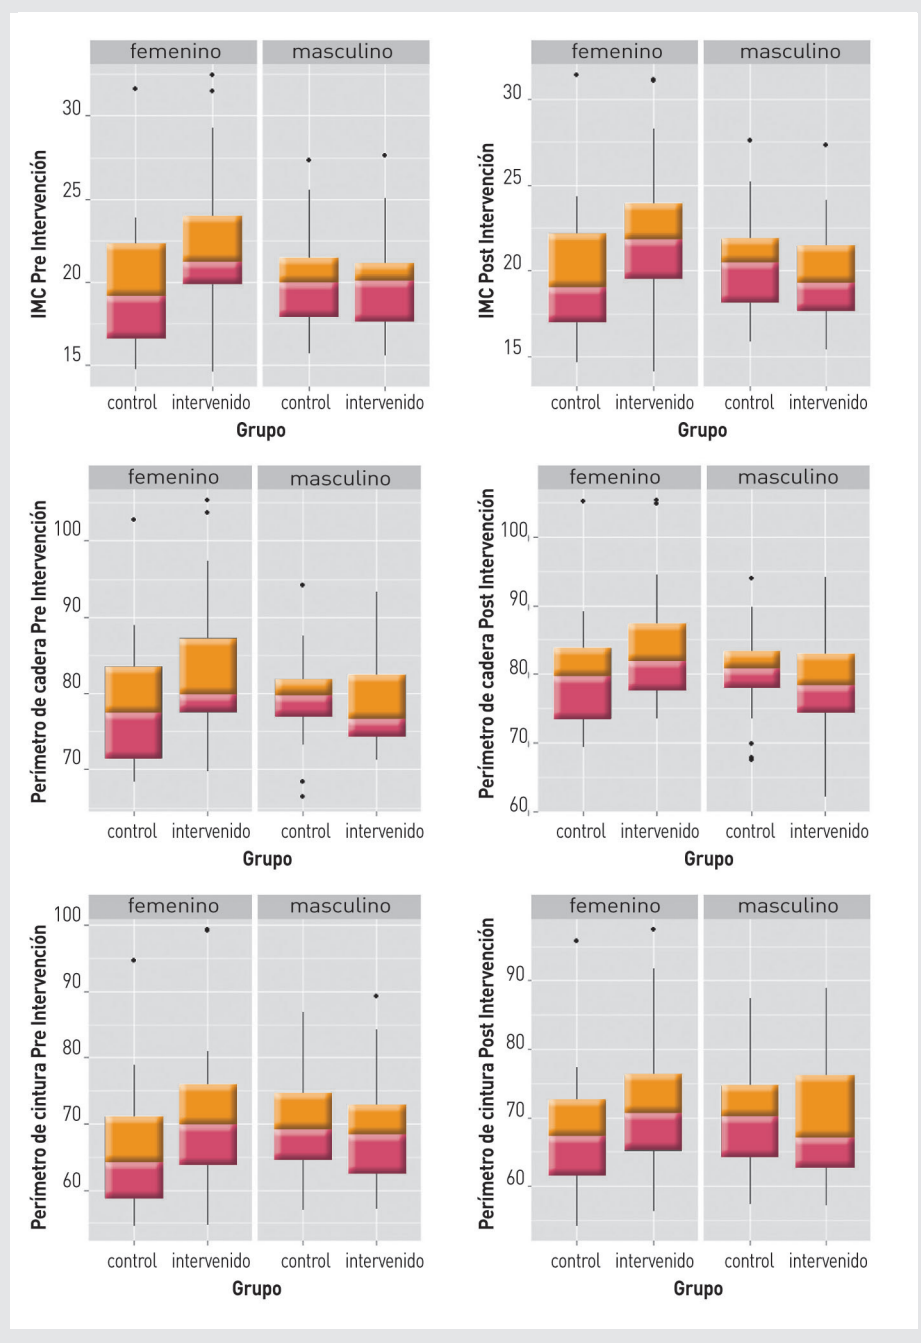 femenino masculino
IMC Pre Intervención
30
25
20
15
control intervenido control intervenido
Grupo
femenino masculino
IMC Post Intervención
30
25
20
15
control intervenido control intervenido
Grupo
femenino masculino
Perímetro de cadera Pre Intervención
100
90
80
70
control intervenido control intervenido
Grupo
femenino masculino
Perímetro de cadera Post Intervención
100
90
80
70
60
control intervenido control intervenido
Grupo
femenino masculino
Perímetro de cintura Pre Intervención
100
90
80
70
60
control intervenido control intervenido
Grupo
femenino masculino
Perímetro de cintura Post Intervención
90
80
70
60
control intervenido control intervenido
Grupo